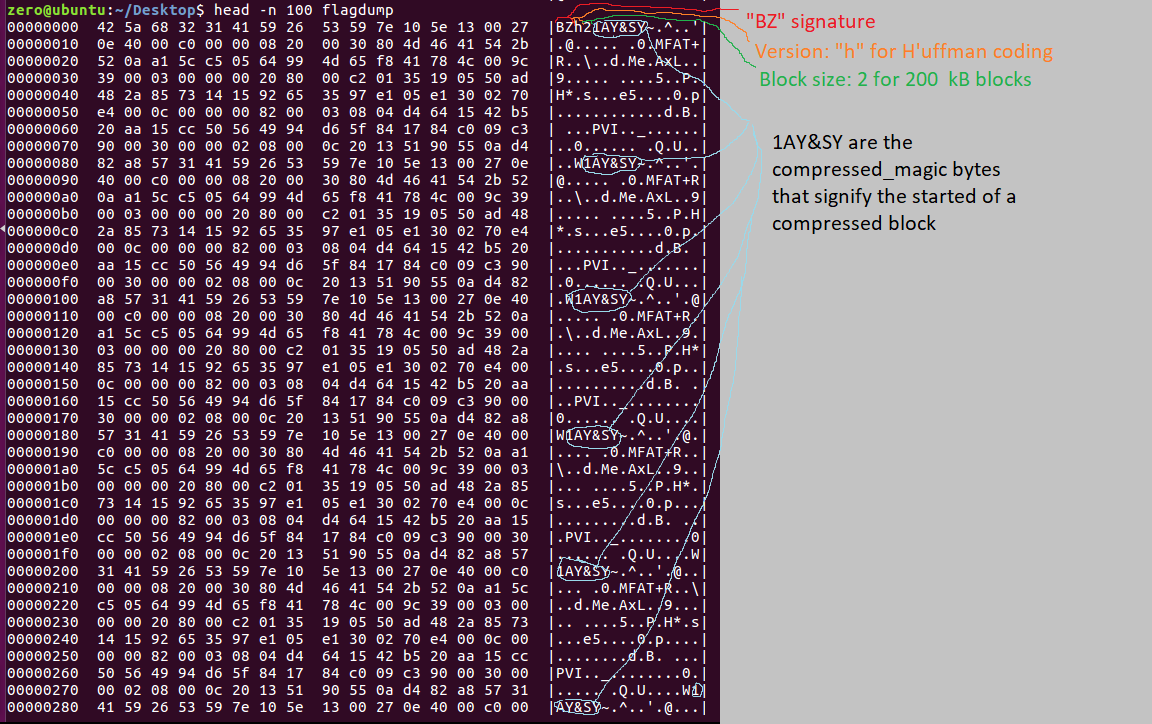 zero@ubuntu:~/Desktop$ head -n 100 flagdump
00000000  42 5a 68 32 31 41 59 26  53 59 7e 10 5e 13 00 27  |BZh21AY&SY~.^..'|
00000010  0e 40 00 c0 00 08 20 00  30 80 4d 46 41 54 2b  |.@..... .0.MFAT+|
00000020  52 0a a1 5c c5 05 64 99  4d 65 f8 41 78 4c 00 9c  |R..\..d.Me.AxL..|
00000030  39 00 03 00 00 00 20 80  00 c2 01 35 19 05 50 ad  |9..... ....5..P.|
00000040  48 2a 85 73 14 15 92 65  35 97 e1 05 e1 30 02 70  |H*.s...e5....0.p|
00000050  e4 00 0c 00 00 00 82 00  03 08 04 d4 64 15 42 b5  |............d.B.|
00000060  20 aa 15 cc 50 56 49 94  d6 5f 84 17 84 c0 09 c3  | ...PVI.._......|
00000070  90 00 30 00 00 02 08 00  0c 20 13 51 90 55 0a d4  |..0...... .Q.U..|
00000080  82 a8 57 31 41 59 26 53  59 7e 10 5e 13 00 27 0e  |..W1AY&SY~.^..'.|
00000090  40 00 c0 00 00 08 20 00  30 80 4d 46 41 54 2b 52  |@..... .0.MFAT+R|
000000a0  0a a1 5c c5 05 64 99 4d  65 f8 41 78 4c 00 9c 39  |..\..d.Me.AxL..9|
000000b0  00 03 00 00 00 20 80 00  c2 01 35 19 05 50 ad 48  |..... ....5..P.H|
000000c0  2a 85 73 14 15 92 65 35  97 e1 05 e1 30 02 70 e4  |*.s...e5....0.p.|
000000d0  00 0c 00 00 00 82 00 03  08 04 d4 64 15 42 b5 20  |...........d.B. |
000000e0  aa 15 cc 50 56 49 94 d6  5f 84 17 84 c0 09 c3 90  |...PVI.._.......|
000000f0  00 30 00 00 02 08 00 0c  20 13 51 90 55 0a d4 82  |.0...... .Q.U...|
00000100  a8 57 31 41 59 26 53 59  7e 10 5e 13 00 27 0e 40  |.W1AY&SY~.^..'.@|
00000110  00 c0 00 00 08 20 00 30  80 4d 46 41 54 2b 52 0a  |..... .0.MFAT+R.|
00000120  a1 5c c5 05 64 99 4d 65  f8 41 78 4c 00 9c 39 00  |.\..d.Me.AxL..9.|
00000130  03 00 00 00 20 80 00 c2  01 35 19 05 50 ad 48 2a  |.... ....5..P.H*|
00000140  85 73 14 15 92 65 35 97  e1 05 e1 30 02 70 e4 00  |.s...e5....0.p..|
00000150  0c 00 00 00 82 00 03 08  04 d4 64 15 42 b5 20 aa  |..........d.B. .|
00000160  15 cc 50 56 49 94 d6 5f  84 17 84 c0 09 c3 90 00  |..PVI.._........|
00000170  30 00 00 02 08 00 0c 20  13 51 90 55 0a d4 82 a8  |0...... .Q.U....|
00000180  57 31 41 59 26 53 59 7e  10 5e 13 00 27 0e 40 00  |W1AY&SY~.^..'.@.|
00000190  c0 00 00 08 20 00 30 80  4d 46 41 54 2b 52 0a a1  |.... .0.MFAT+R..|
000001a0  5c c5 05 64 99 4d 65 f8  41 78 4c 00 9c 39 00 03  |\..d.Me.AxL..9..|
000001b0  00 00 00 20 80 00 c2 01  35 19 05 50 ad 48 2a 85  |... ....5..P.H*.|
000001c0  73 14 15 92 65 35 97 e1  05 e1 30 02 70 e4 00 0c  |s...e5....0.p...|
000001d0  00 00 00 82 00 03 08 04  d4 64 15 42 b5 20 aa 15  |.........d.B. ..|
000001e0  cc 50 56 49 94 d6 5f 84  17 84 c0 09 c3 90 00 30  |.PVI.._........0|
000001f0  00 00 02 08 00 0c 20 13  51 90 55 0a d4 82 a8 57  |...... .Q.U....W|
00000200  31 41 59 26 53 59 7e 10  5e 13 00 27 0e 40 00 c0  |1AY&SY~.^..'.@..|
00000210  00 00 08 20 00 30 80 4d  46 41 54 2b 52 0a a1 5c  |... .0.MFAT+R..\|
00000220  c5 05 64 99 4d 65 f8 41  78 4c 00 9c 39 00 03 00  |..d.Me.AxL..9...|
00000230  00 00 20 80 00 c2 01 35  19 05 50 ad 48 2a 85 73  |.. ....5..P.H*.s|
00000240  14 15 92 65 35 97 e1 05  e1 30 02 70 e4 00 0c 00  |...e5....0.p....|
00000250  00 00 82 00 03 08 04 d4  64 15 42 b5 20 aa 15 cc  |........d.B. ...|
00000260  50 56 49 94 d6 5f 84 17  84 c0 09 c3 90 00 30 00  |PVI.._........0.|
00000270  00 02 08 00 0c 20 13 51  90 55 0a d4 82 a8 57 31  |..... .Q.U....W1|
00000280  41 59 26 53 59 7e 10 5e  13 00 27 0e 40 00 c0 00  |AY&SY~.^..'.@...|
"BZ" signature
Version: "h" for H'uffman coding
Block size: 2 for 200 kB blocks
1AY&SY are the
compressed_magic bytes
that signify the started of a
compressed block